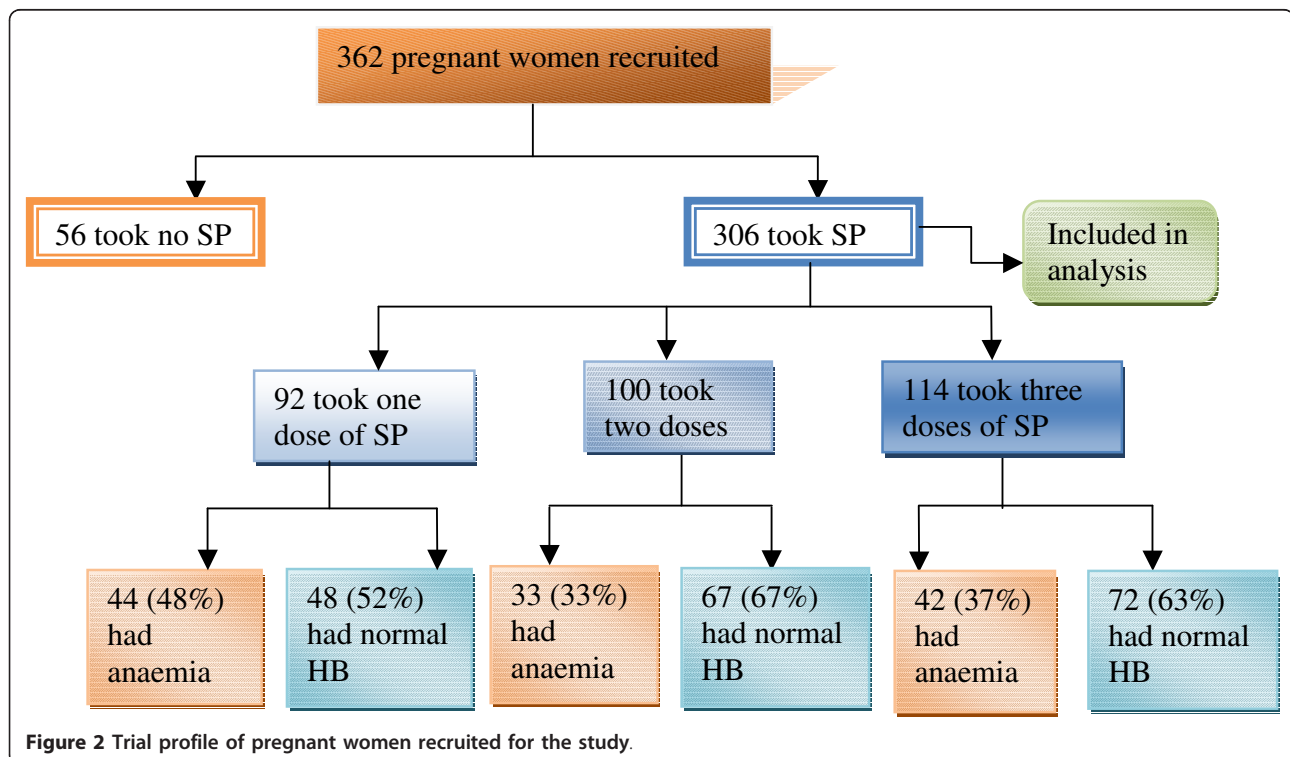 362 pregnant women recruited
56 took no SP
306 took SP
Included in
analysis
92 took one
dose of SP
100 took
two doses
114 took three
doses of SP
44 (48%)
had
anaemia
48 (52%)
had normal
HB
33 (33%)
had
anaemia
67 (67%)
had normal
HB
42 (37%)
had
anaemia
72 (63%)
had normal
HB
Figure 2 Trial profile of pregnant women recruited for the study.